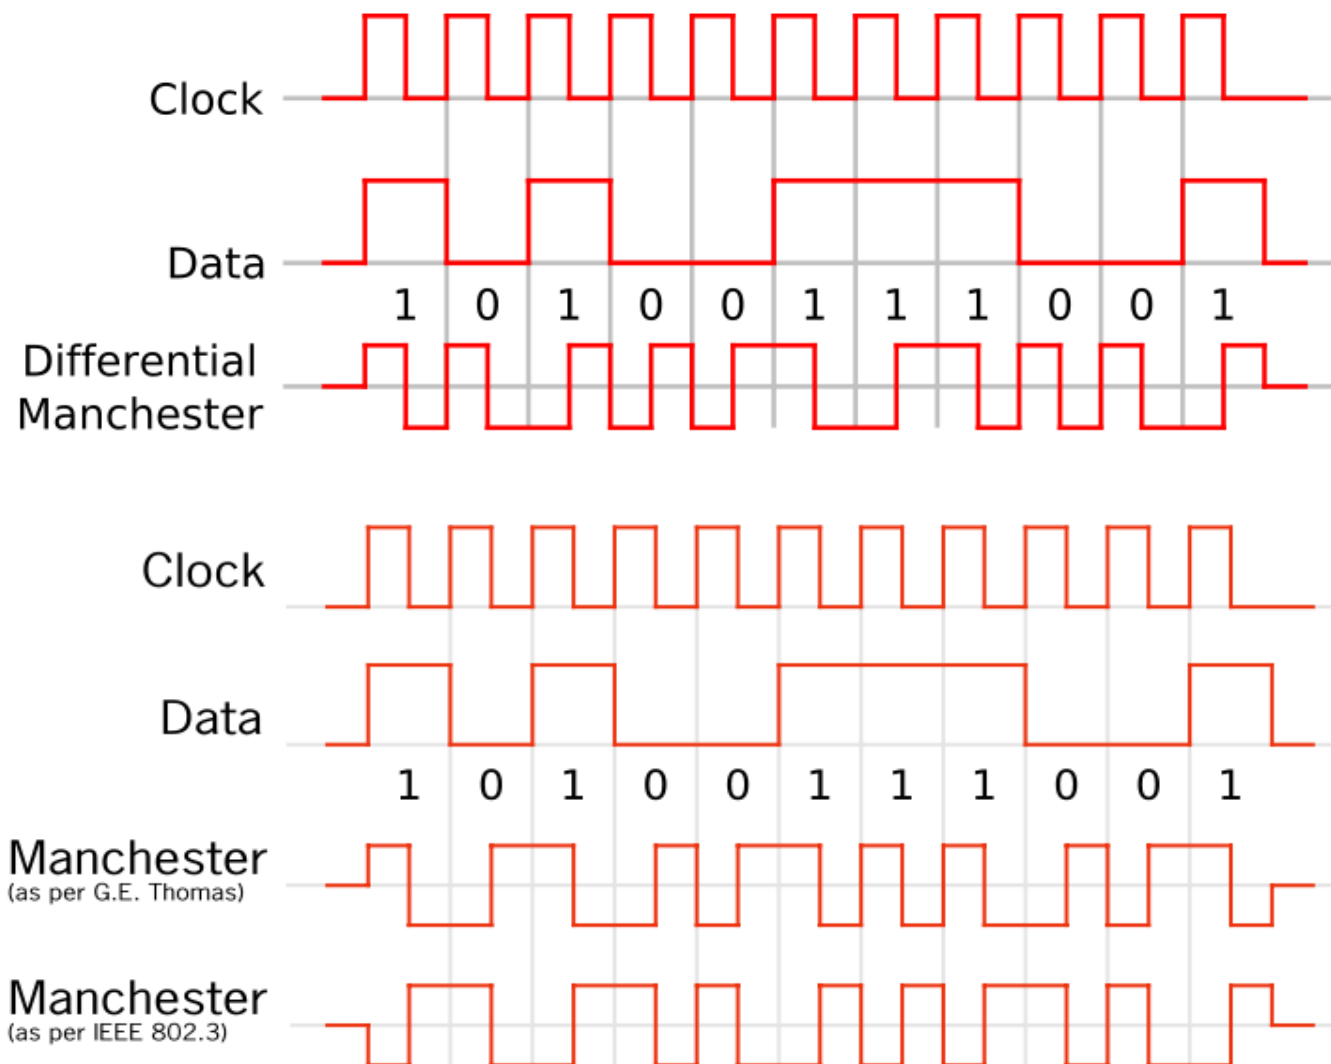 Clock
Data
1 0 1 0 0 1 1 1 0 0 1
Differential
Manchester
Clock
Data
1 0 1 0 0 1 1 1 0 0 1
Manchester
(as per G.E. Thomas)
Manchester
(as per IEEE 802.3)